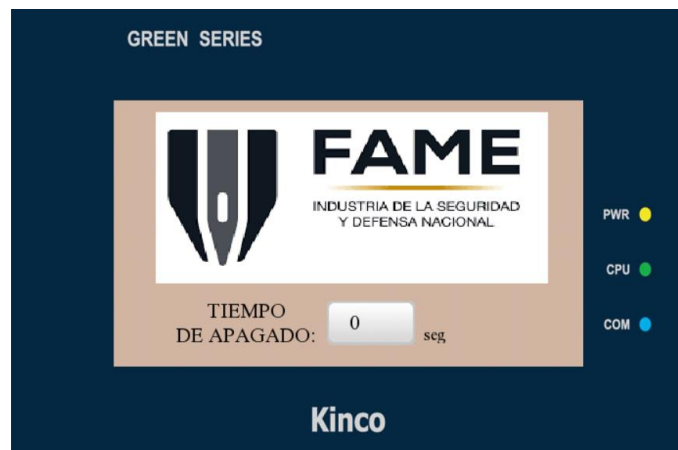 GREEN SERIES
FAME
INDUSTRIA DE LA SEGURIDAD
Y DEFENSA NACIONAL
PWR
CPU
TIEMPO
DE APAGADO:
0
seg
COM
Kinco